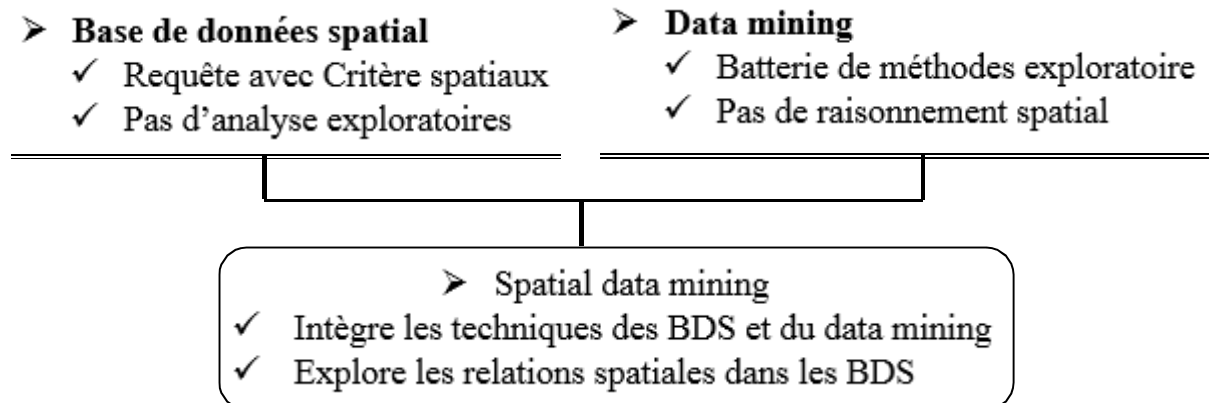 ➢ Base de données spatial
✓ Requête avec Critère spatiaux
✓ Pas d’analyse exploratoires
➢ Data mining
✓ Batterie de méthodes exploratoire
✓ Pas de raisonnement spatial
➢ Spatial data mining
✓ Intègre les techniques des BDS et du data mining
✓ Explore les relations spatiales dans les BDS